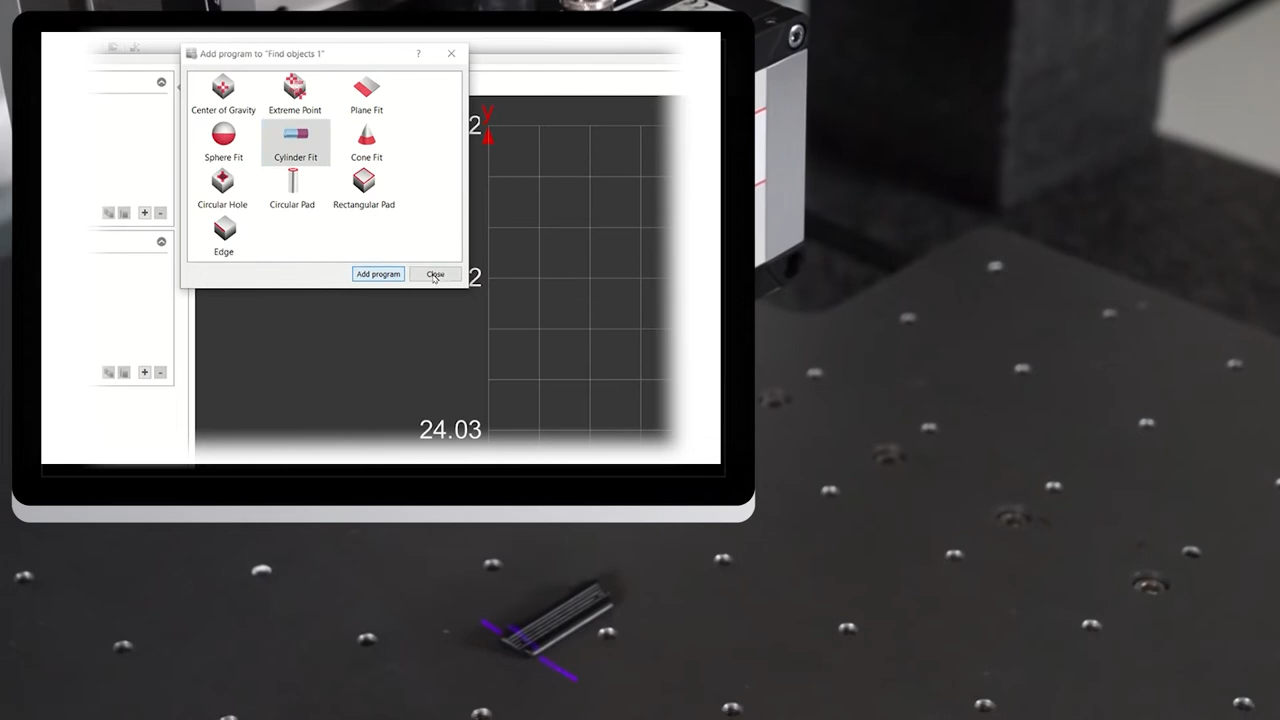 Add program to "Find objects 1"
?
Center of Gravity
Extreme Point
Plane Fit
Sphere Fit
Cylinder Fit
Cone Fit
Circular Hole
Circular Pad
Rectangular Pad
Edge
Add program
Close
y
2
2
24.03